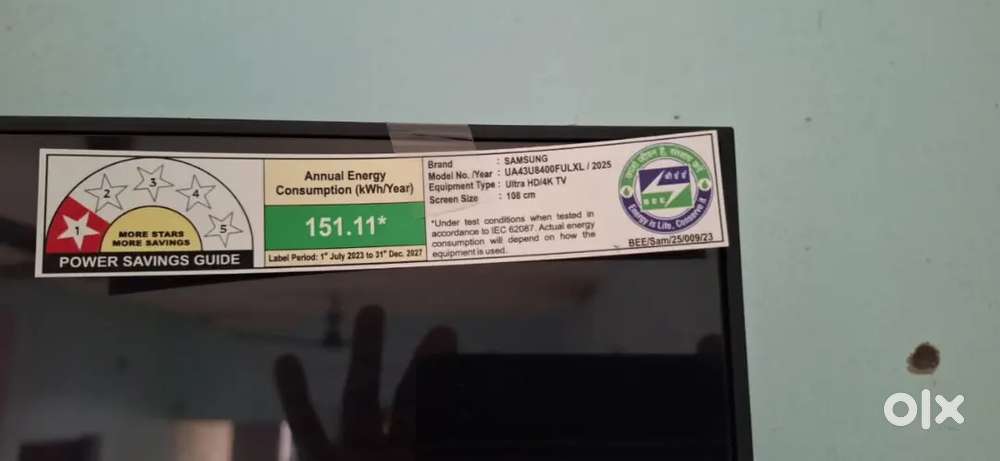 1
2
3
4
5
MORE STARS
MORE SAVINGS
POWER SAVINGS GUIDE
Annual Energy
Consumption (kWh/Year)
151.11*
Label Period: 1st July 2023 to 31st Dec. 2027
Brand : SAMSUNG
Model No. /Year : UA43U8400FULXL / 2025
Equipment Type : Ultra HD/4K TV
Screen Size : 108 cm
*Under test conditions when tested in
accordance to IEC 62087. Actual energy
consumption will depend on how the
equipment is used.
BEE
Energy is Life, Conserve it
BEE/Sam/25/009/23
olx